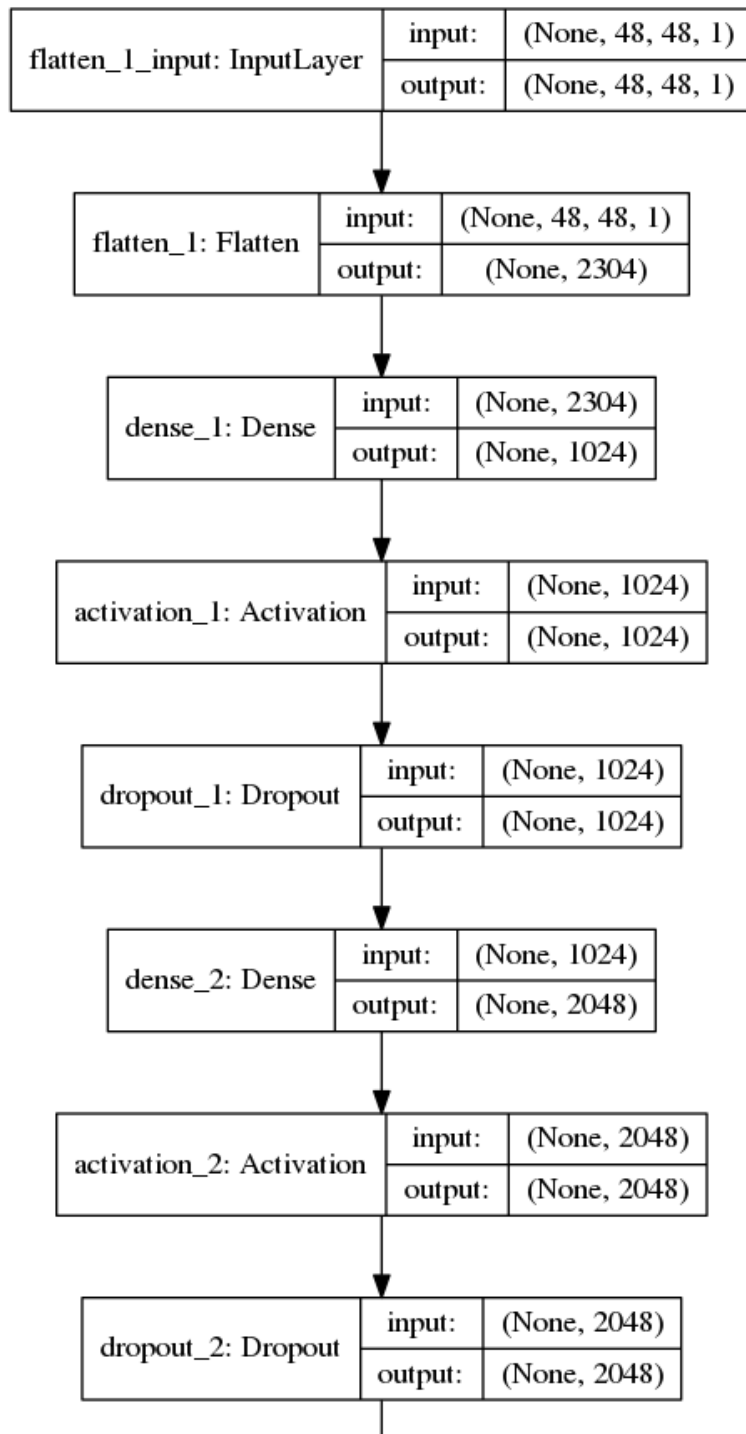 flatten_1_input: InputLayer
input: (None, 48, 48, 1)
output: (None, 48, 48, 1)
flatten_1: Flatten
input: (None, 48, 48, 1)
output: (None, 2304)
dense_1: Dense
input: (None, 2304)
output: (None, 1024)
activation_1: Activation
input: (None, 1024)
output: (None, 1024)
dropout_1: Dropout
input: (None, 1024)
output: (None, 1024)
dense_2: Dense
input: (None, 1024)
output: (None, 2048)
activation_2: Activation
input: (None, 2048)
output: (None, 2048)
dropout_2: Dropout
input: (None, 2048)
output: (None, 2048)